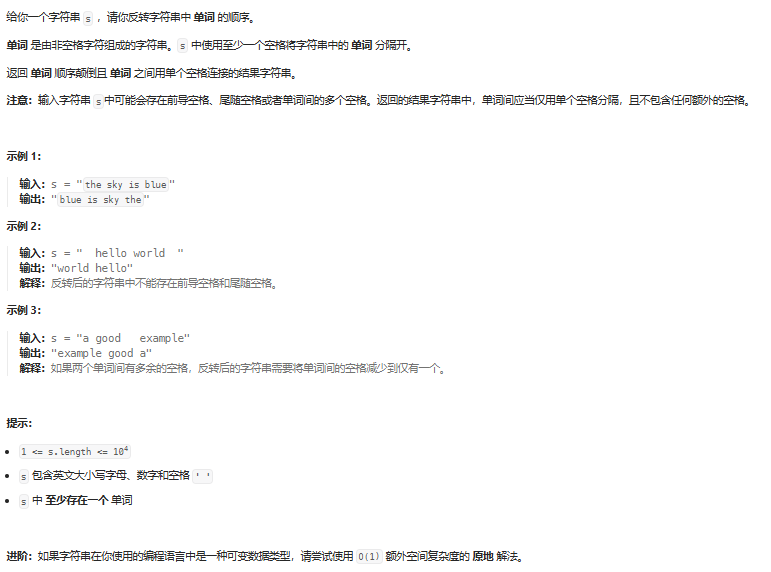 给你一个字符串 s ，请你反转字符串中 单词 的顺序。
单词 是由非空格字符组成的字符串。s 中使用至少一个空格将字符串中的 单词 分隔开。
返回 单词 顺序颠倒且 单词 之间用单个空格连接的结果字符串。
注意：输入字符串 s中可能会存在前导空格、尾随空格或者单词间的多个空格。返回的结果字符串中，单词间应当仅用单个空格分隔，且不包含任何额外的空格。
示例 1：
输入：s = "the sky is blue"
输出："blue is sky the"
示例 2：
输入：s = "  hello world  "
输出："world hello"
解释：反转后的字符串中不能存在前导空格和尾随空格。
示例 3：
输入：s = "a good   example"
输出："example good a"
解释：如果两个单词间有多余的空格，反转后的字符串需要将单词间的空格减少到仅有一个。
提示：
1 <= s.length <= 10⁴
s 包含英文大小写字母、数字和空格 ' '
s 中 至少存在一个 单词
进阶：如果字符串在你使用的编程语言中是一种可变数据类型，请尝试使用 O(1) 额外空间复杂度的 原地 解法。